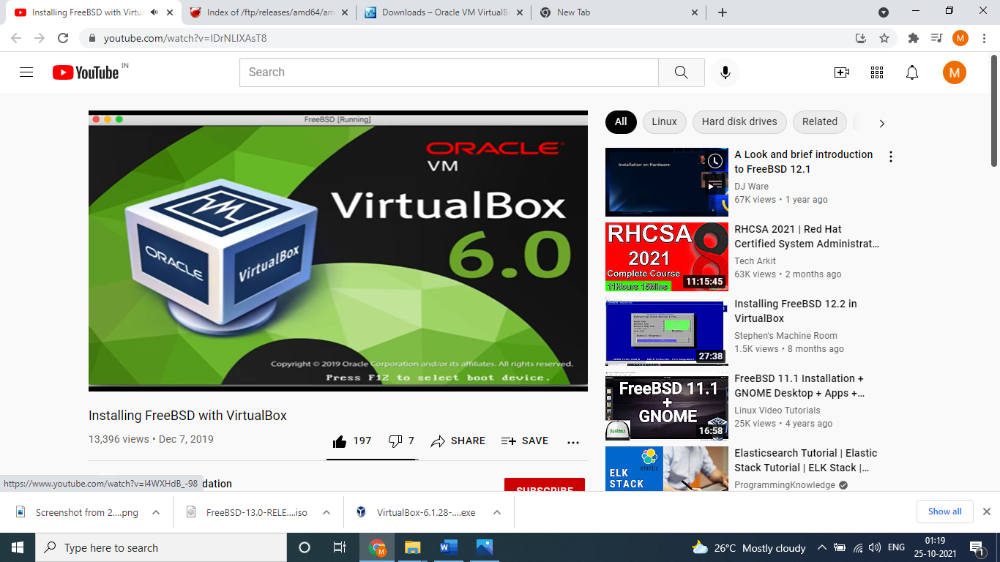 Installing FreeBSD with Virtu
Index of /ftp/releases/amd64/am
Downloads – Oracle VM VirtualB
New Tab
youtube.com/watch?v=IDrNLIXAsT8
M
YouTube IN
Search
M
FreeBSD [Running]
ORACLE
VM
VirtualBox
6.0
ORACLE
VirtualBox
Copyright © 2019 Oracle Corporation and/or its affiliates. All rights reserved.
Press F12 to select boot device.
Installing FreeBSD with VirtualBox
13,396 views • Dec 7, 2019
197
7
SHARE
SAVE
dation
SUBSCRIBE
https://www.youtube.com/watch?v=I4WXHdB_-98
All
Linux
Hard disk drives
Related
Installation on Hardware
A Look and brief introduction
to FreeBSD 12.1
DJ Ware
67K views • 1 year ago
RHCSA
2021
Complete Course
11Hours 15Mins
8
11:15:45
RHCSA 2021 | Red Hat
Certified System Administrat…
Tech Arkit
63K views • 2 months ago
27:38
Installing FreeBSD 12.2 in
VirtualBox
Stephen's Machine Room
1.5K views • 8 months ago
FreeBSD 11.1
+
GNOME
16:58
FreeBSD 11.1 Installation +
GNOME Desktop + Apps +…
Linux Video Tutorials
25K views • 4 years ago
elastic
ELK
STACK
Elasticsearch Tutorial | Elastic
Stack Tutorial | ELK Stack |…
ProgrammingKnowledge
Screenshot from 2....png
FreeBSD-13.0-RELE....iso
VirtualBox-6.1.28-....exe
Show all
Type here to search
M
26°C Mostly cloudy
ENG
01:19
25-10-2021
1